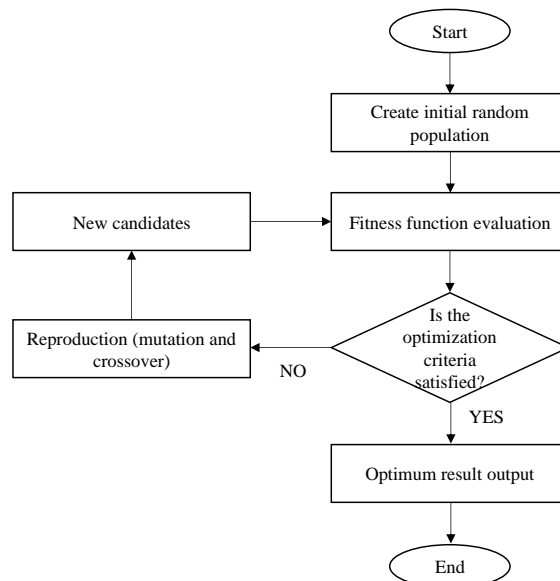 Start
Create initial random
population
New candidates
Fitness function evaluation
Is the
optimization
criteria
satisfied?
Reproduction (mutation and
crossover)
NO
YES
Optimum result output
End